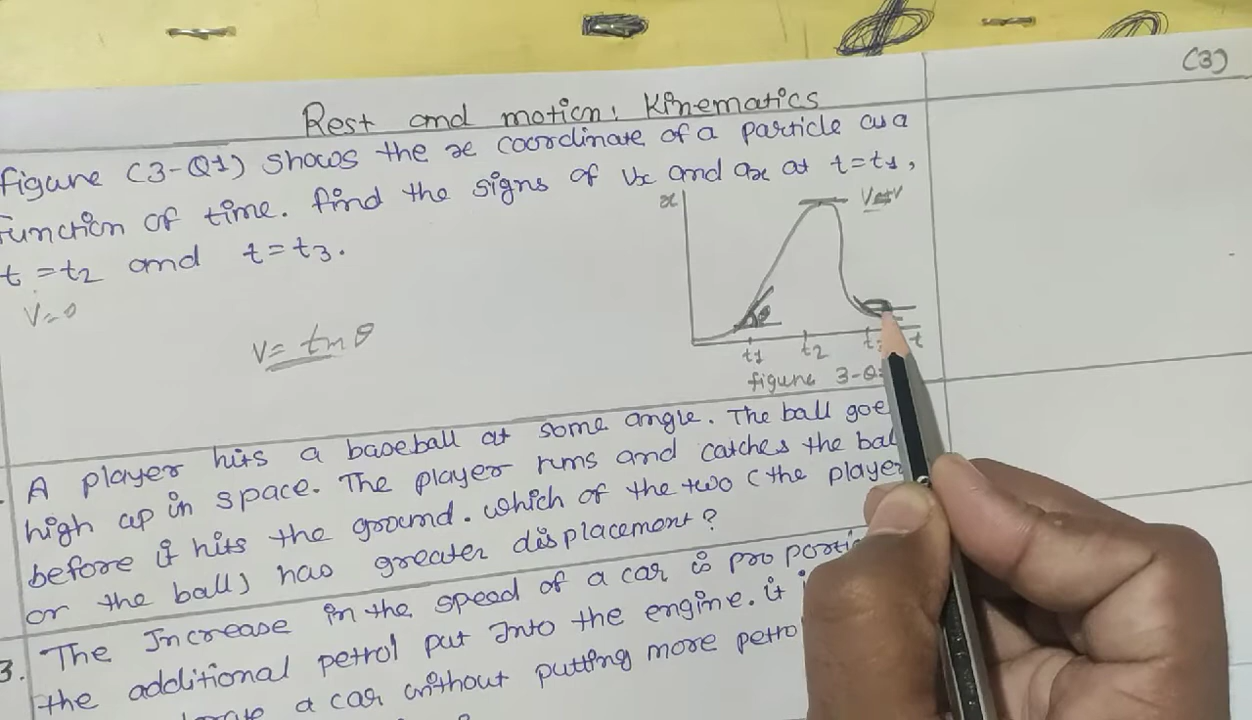 (3)
Rest and motion: Kinematics
figure (3-Q1) shows the x coordinate of a particle as a
function of time. find the signs of vx and ax at t=t1,
t=t2 and t=t3.
x
V=0
V= tanθ
t1 t2 t
figure 3-Q
A player hits a baseball at some angle. The ball goe
high up in space. The player runs and catches the bal
before it hits the ground. which of the two (the player
or the ball) has greater displacement?
3. The Increase in the speed of a car is proporti
the additional petrol put Into the engine. it
a car without putting more petro